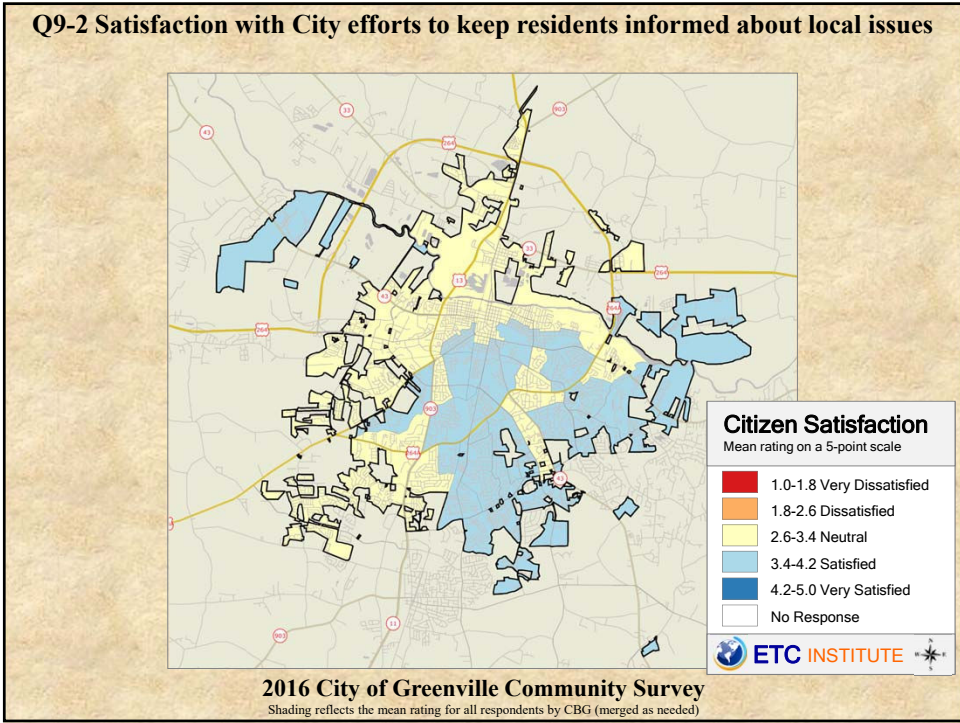 Q9-2 Satisfaction with City efforts to keep residents informed about local issues
33
903
43
264
33
264
13
43
264A
264
903
264A
43
903
11
Citizen Satisfaction
Mean rating on a 5-point scale
1.0-1.8 Very Dissatisfied
1.8-2.6 Dissatisfied
2.6-3.4 Neutral
3.4-4.2 Satisfied
4.2-5.0 Very Satisfied
No Response
ETC INSTITUTE
N
W E
S
2016 City of Greenville Community Survey
Shading reflects the mean rating for all respondents by CBG (merged as needed)